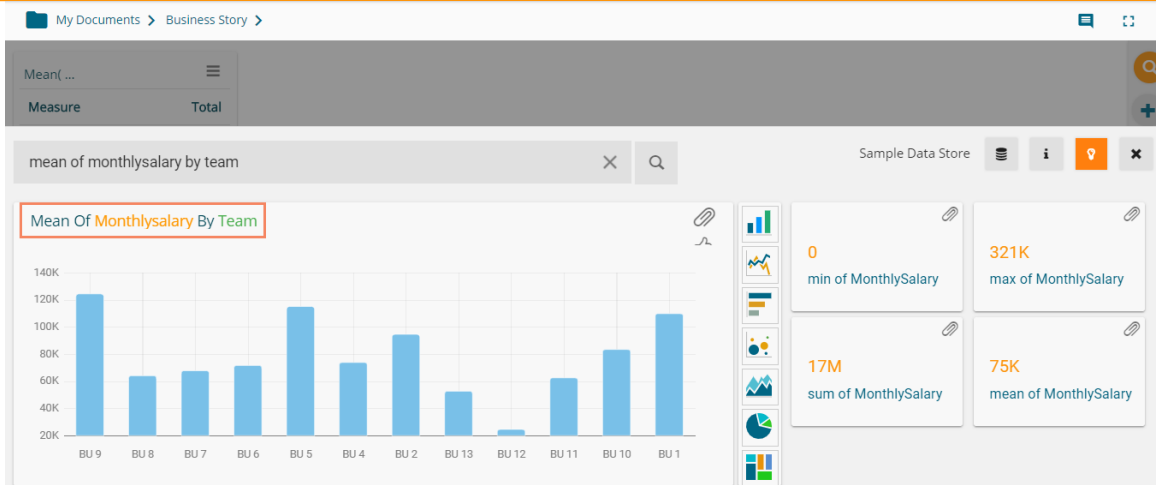 My Documents > Business Story >
Mean( ...
Measure Total
mean of monthlysalary by team
Sample Data Store
i
Mean Of Monthlysalary By Team
140K
120K
100K
80K
60K
40K
20K
BU 9 BU 8 BU 7 BU 6 BU 5 BU 4 BU 2 BU 13 BU 12 BU 11 BU 10 BU 1
0
min of MonthlySalary
321K
max of MonthlySalary
17M
sum of MonthlySalary
75K
mean of MonthlySalary